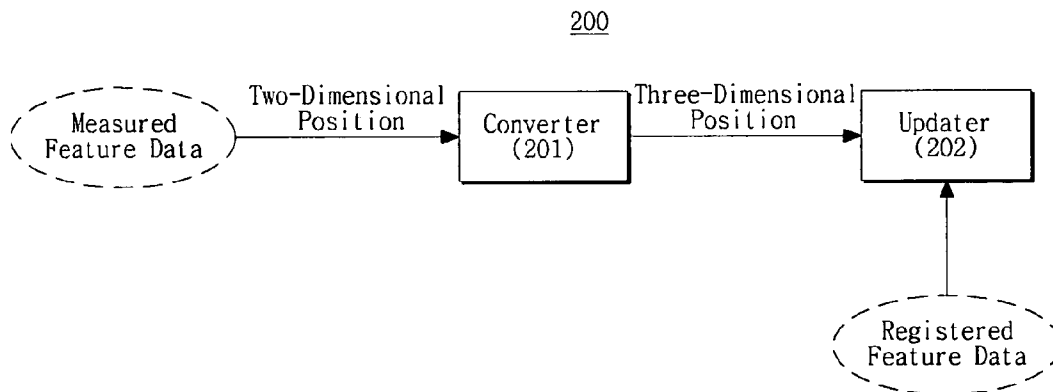 200
Two-Dimensional
Position
Three-Dimensional
Position
Measured
Feature Data
Converter
(201)
Updater
(202)
Registered
Feature Data